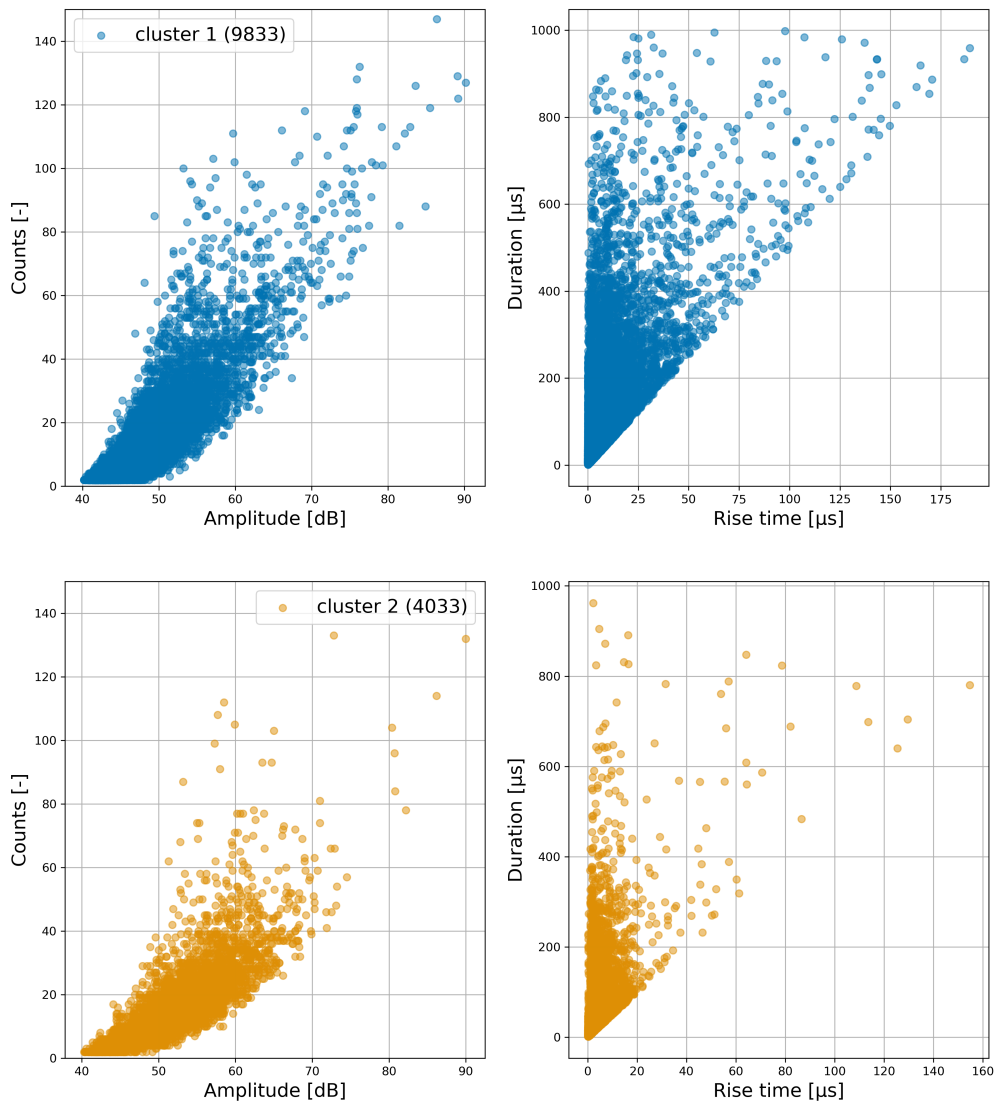 140
120
100
80
60
40
20
0
Counts [-]
cluster 1 (9833)
40 50 60 70 80 90
Amplitude [dB]
1000
800
600
400
200
0
Duration [µs]
0 25 50 75 100 125 150 175
Rise time [µs]
140
120
100
80
60
40
20
0
Counts [-]
cluster 2 (4033)
40 50 60 70 80 90
Amplitude [dB]
1000
800
600
400
200
0
Duration [µs]
0 20 40 60 80 100 120 140 160
Rise time [µs]